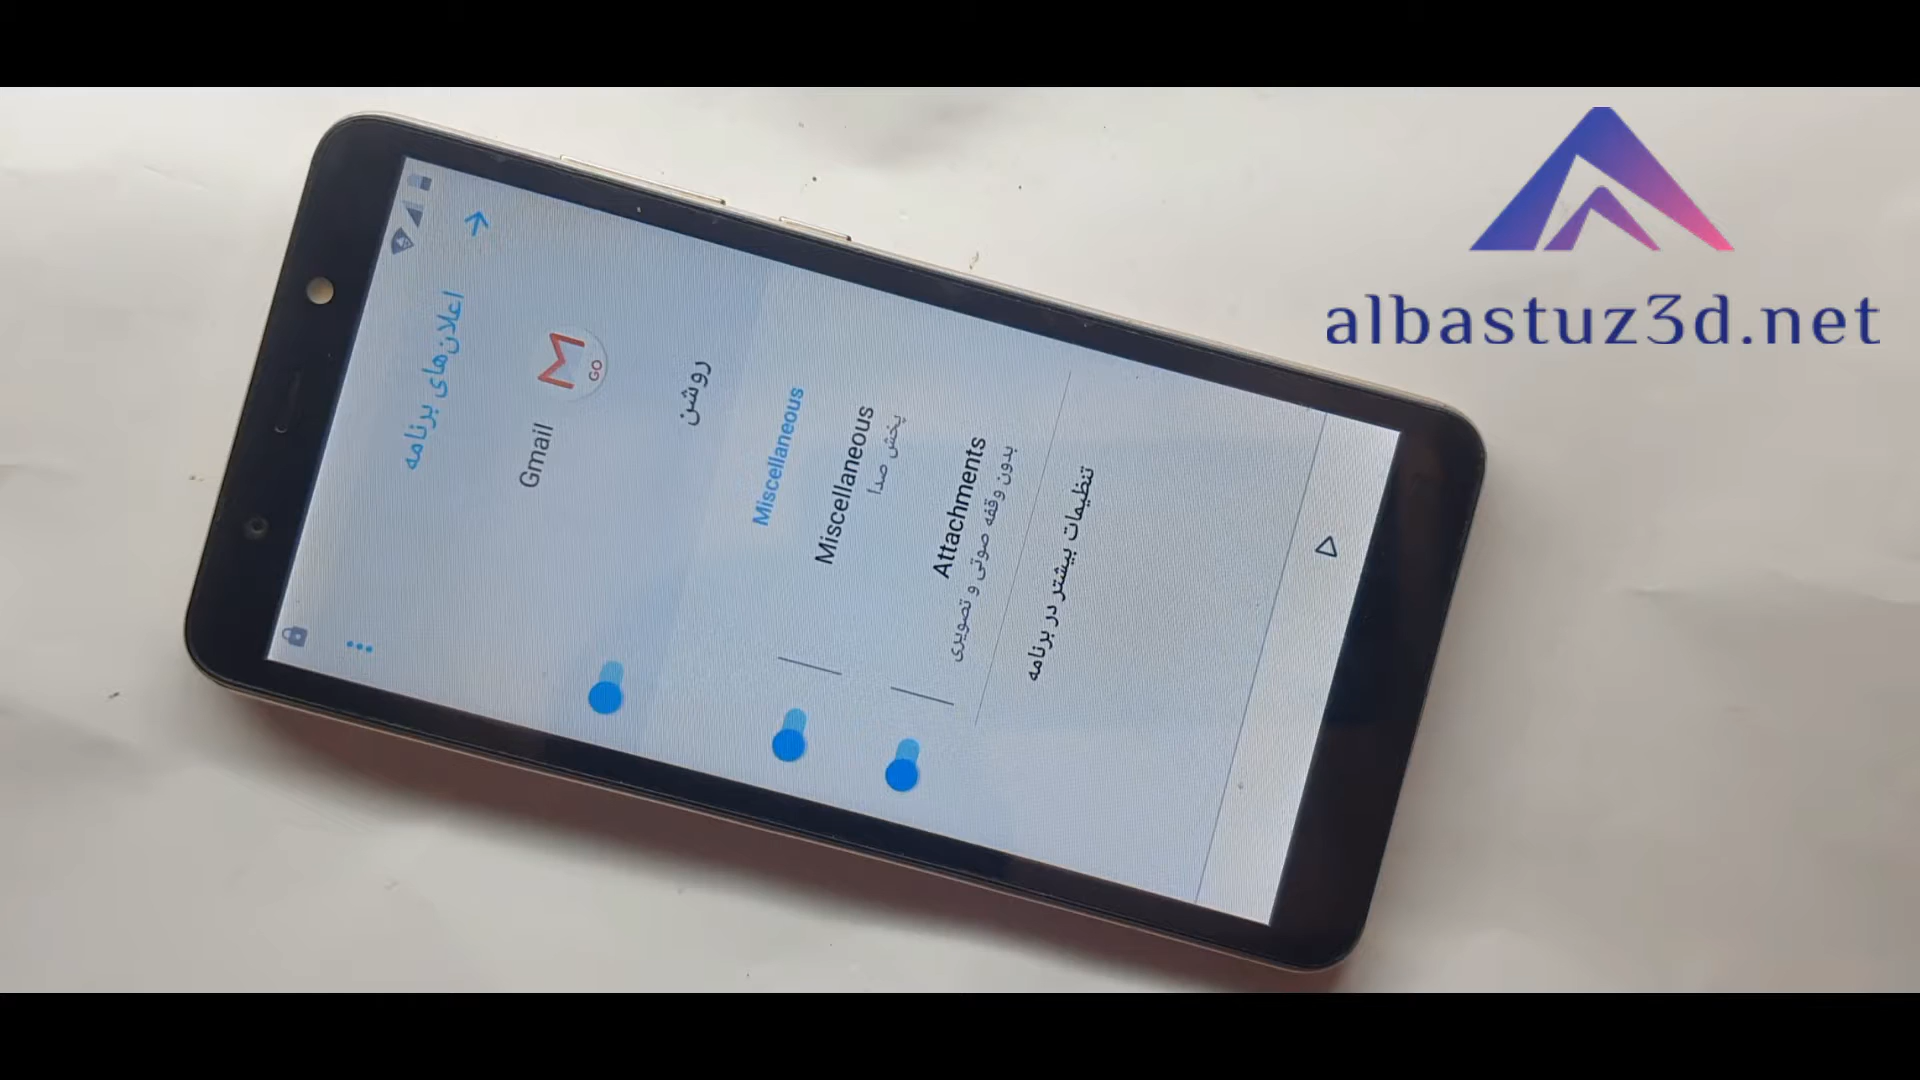 albastuz3d.net
اعلان‌های برنامه
GO
Gmail
روشن
Miscellaneous
Miscellaneous
پخش صدا
Attachments
بدون وقفه صوتی و تصویری
تنظیمات بیشتر در برنامه